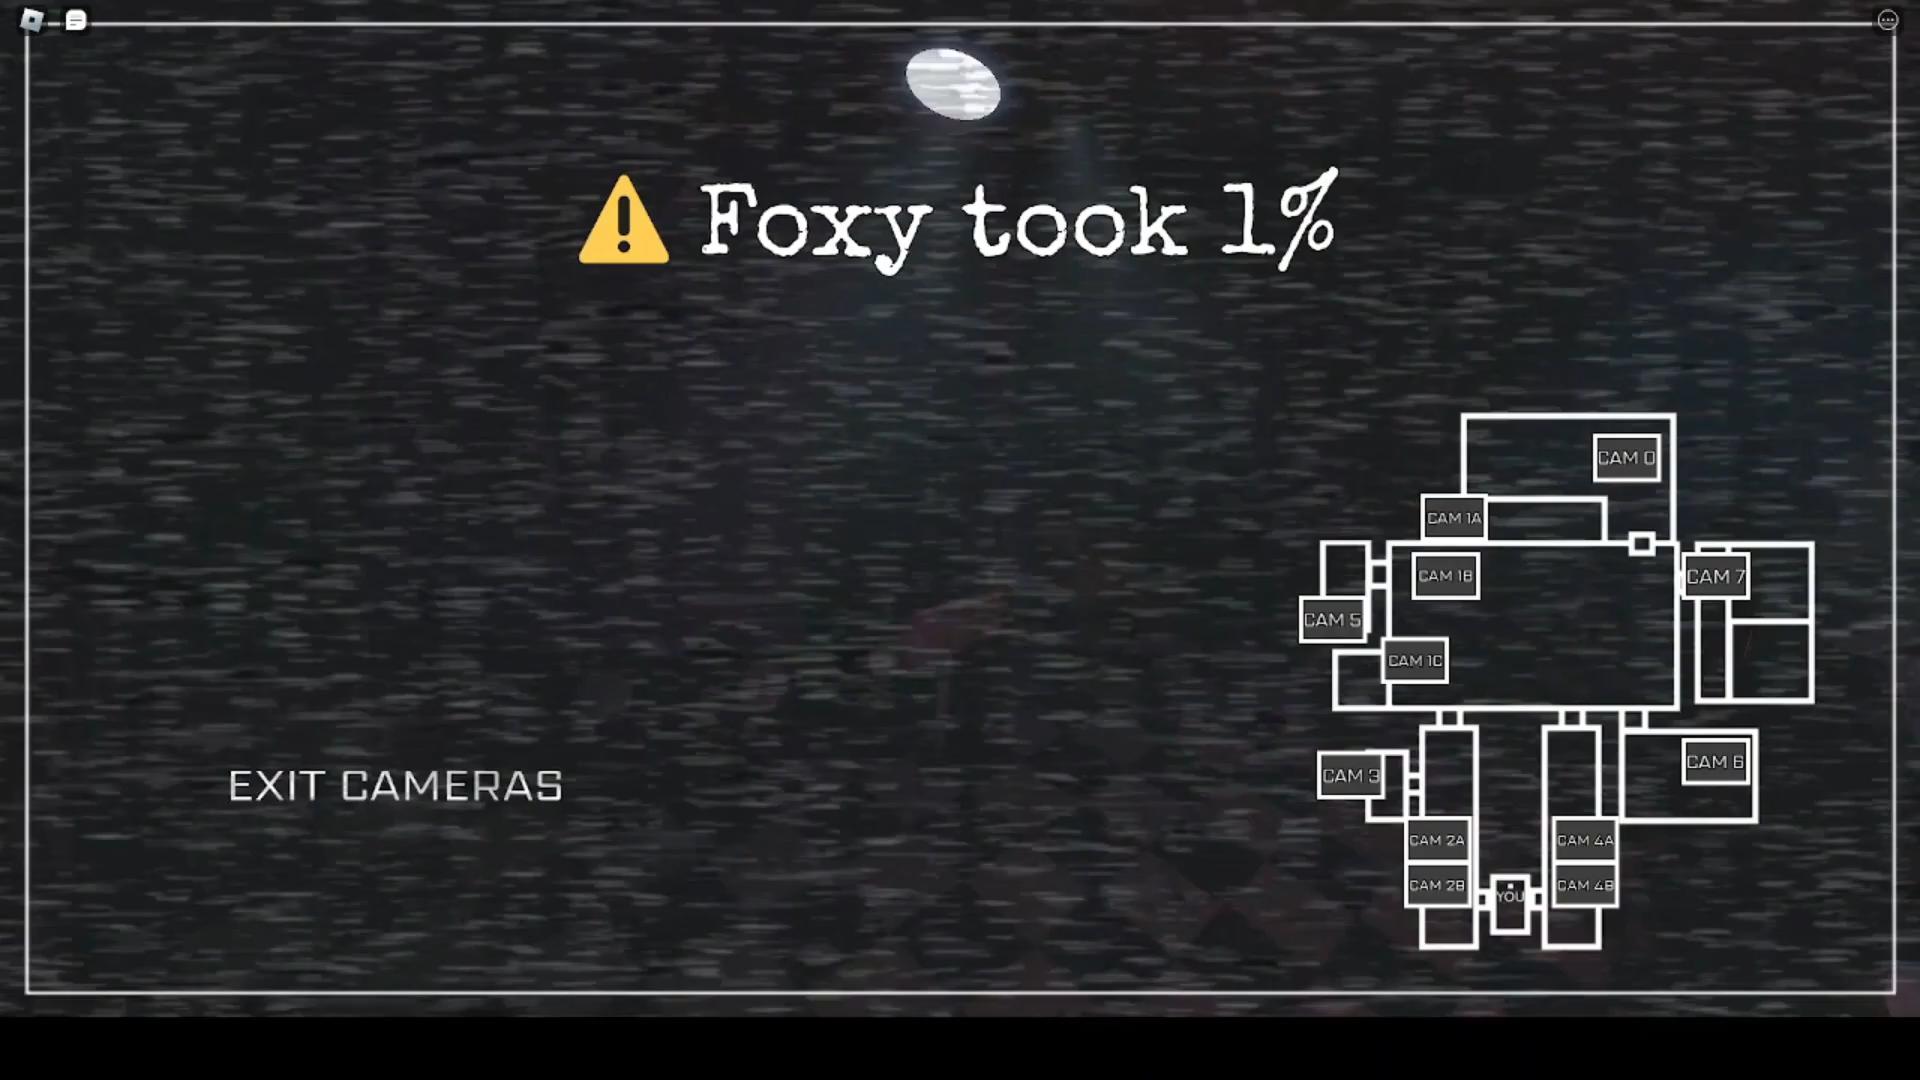 ⚠ Foxy took 1%
CAM 0
CAM 1A
CAM 1B
CAM 7
CAM 5
CAM 1C
CAM 6
CAM 3
EXIT CAMERAS
CAM 2A
CAM 4A
CAM 2B
YOU
CAM 4B